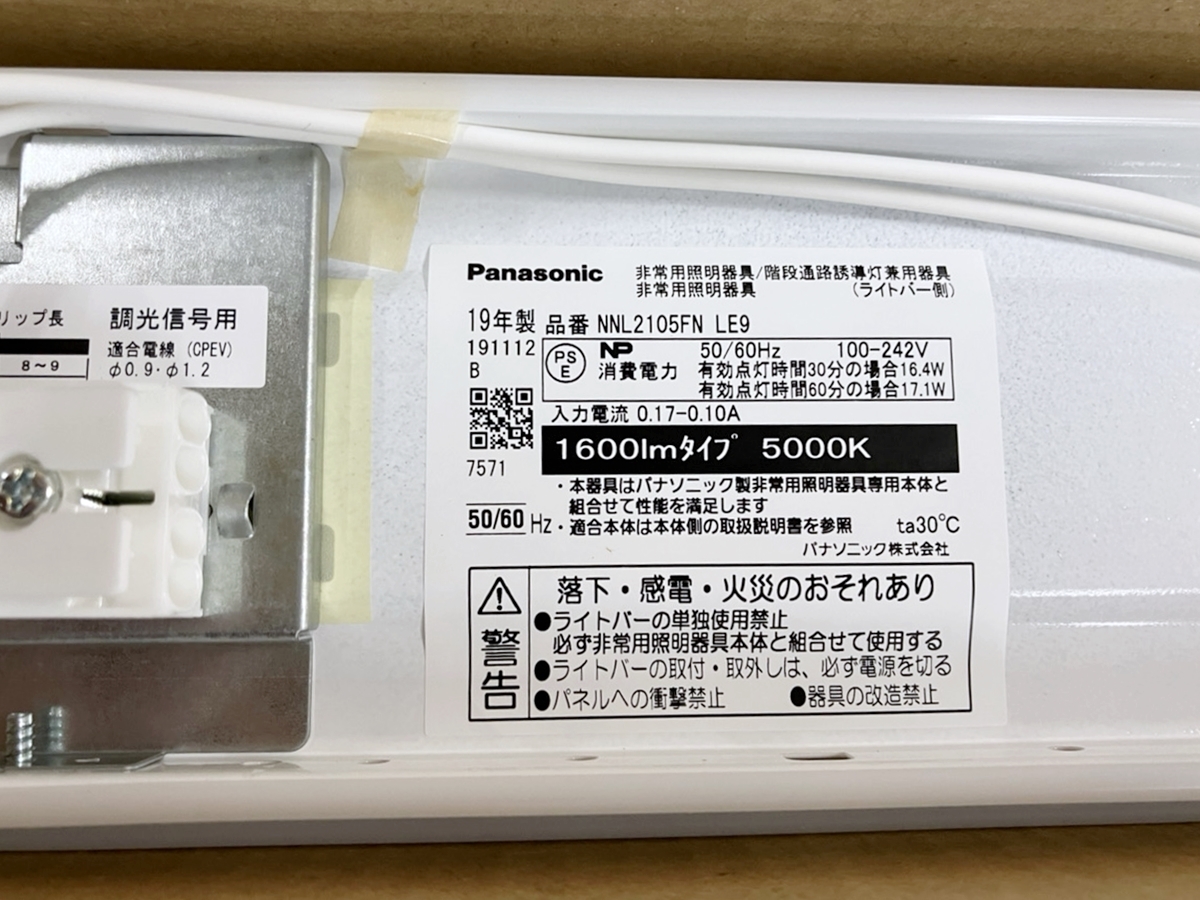 リップ長
8～9
調光信号用
適合電線（CPEV）
φ0.9・φ1.2
Panasonic
非常用照明器具/階段通路誘導灯兼用器具
非常用照明器具
(ライトバー側)
19年製 品番 NNL2105FN LE9
191112
B
PS
E
NP 50/60Hz 100-242V
消費電力 有効点灯時間30分の場合16.4W
有効点灯時間60分の場合17.1W
入力電流 0.17-0.10A
1600lmタイプ 5000K
7571
・本器具はパナソニック製非常用照明器具専用本体と
組合せて性能を満足します
50/60 Hz・適合本体は本体側の取扱説明書を参照 ta30℃
パナソニック株式会社
警告
落下・感電・火災のおそれあり
●ライトバーの単独使用禁止
必ず非常用照明器具本体と組合せて使用する
●ライトバーの取付・取外しは、必ず電源を切る
●パネルへの衝撃禁止 ●器具の改造禁止